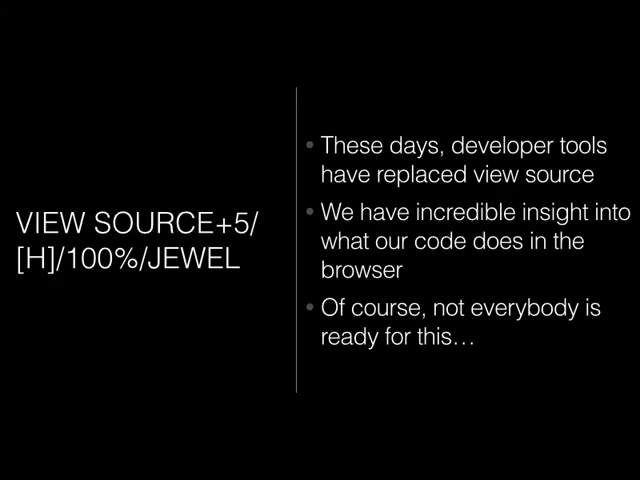 VIEW SOURCE+5/
[H]/100%/JEWEL
• These days, developer tools
have replaced view source
• We have incredible insight into
what our code does in the
browser
• Of course, not everybody is
ready for this…